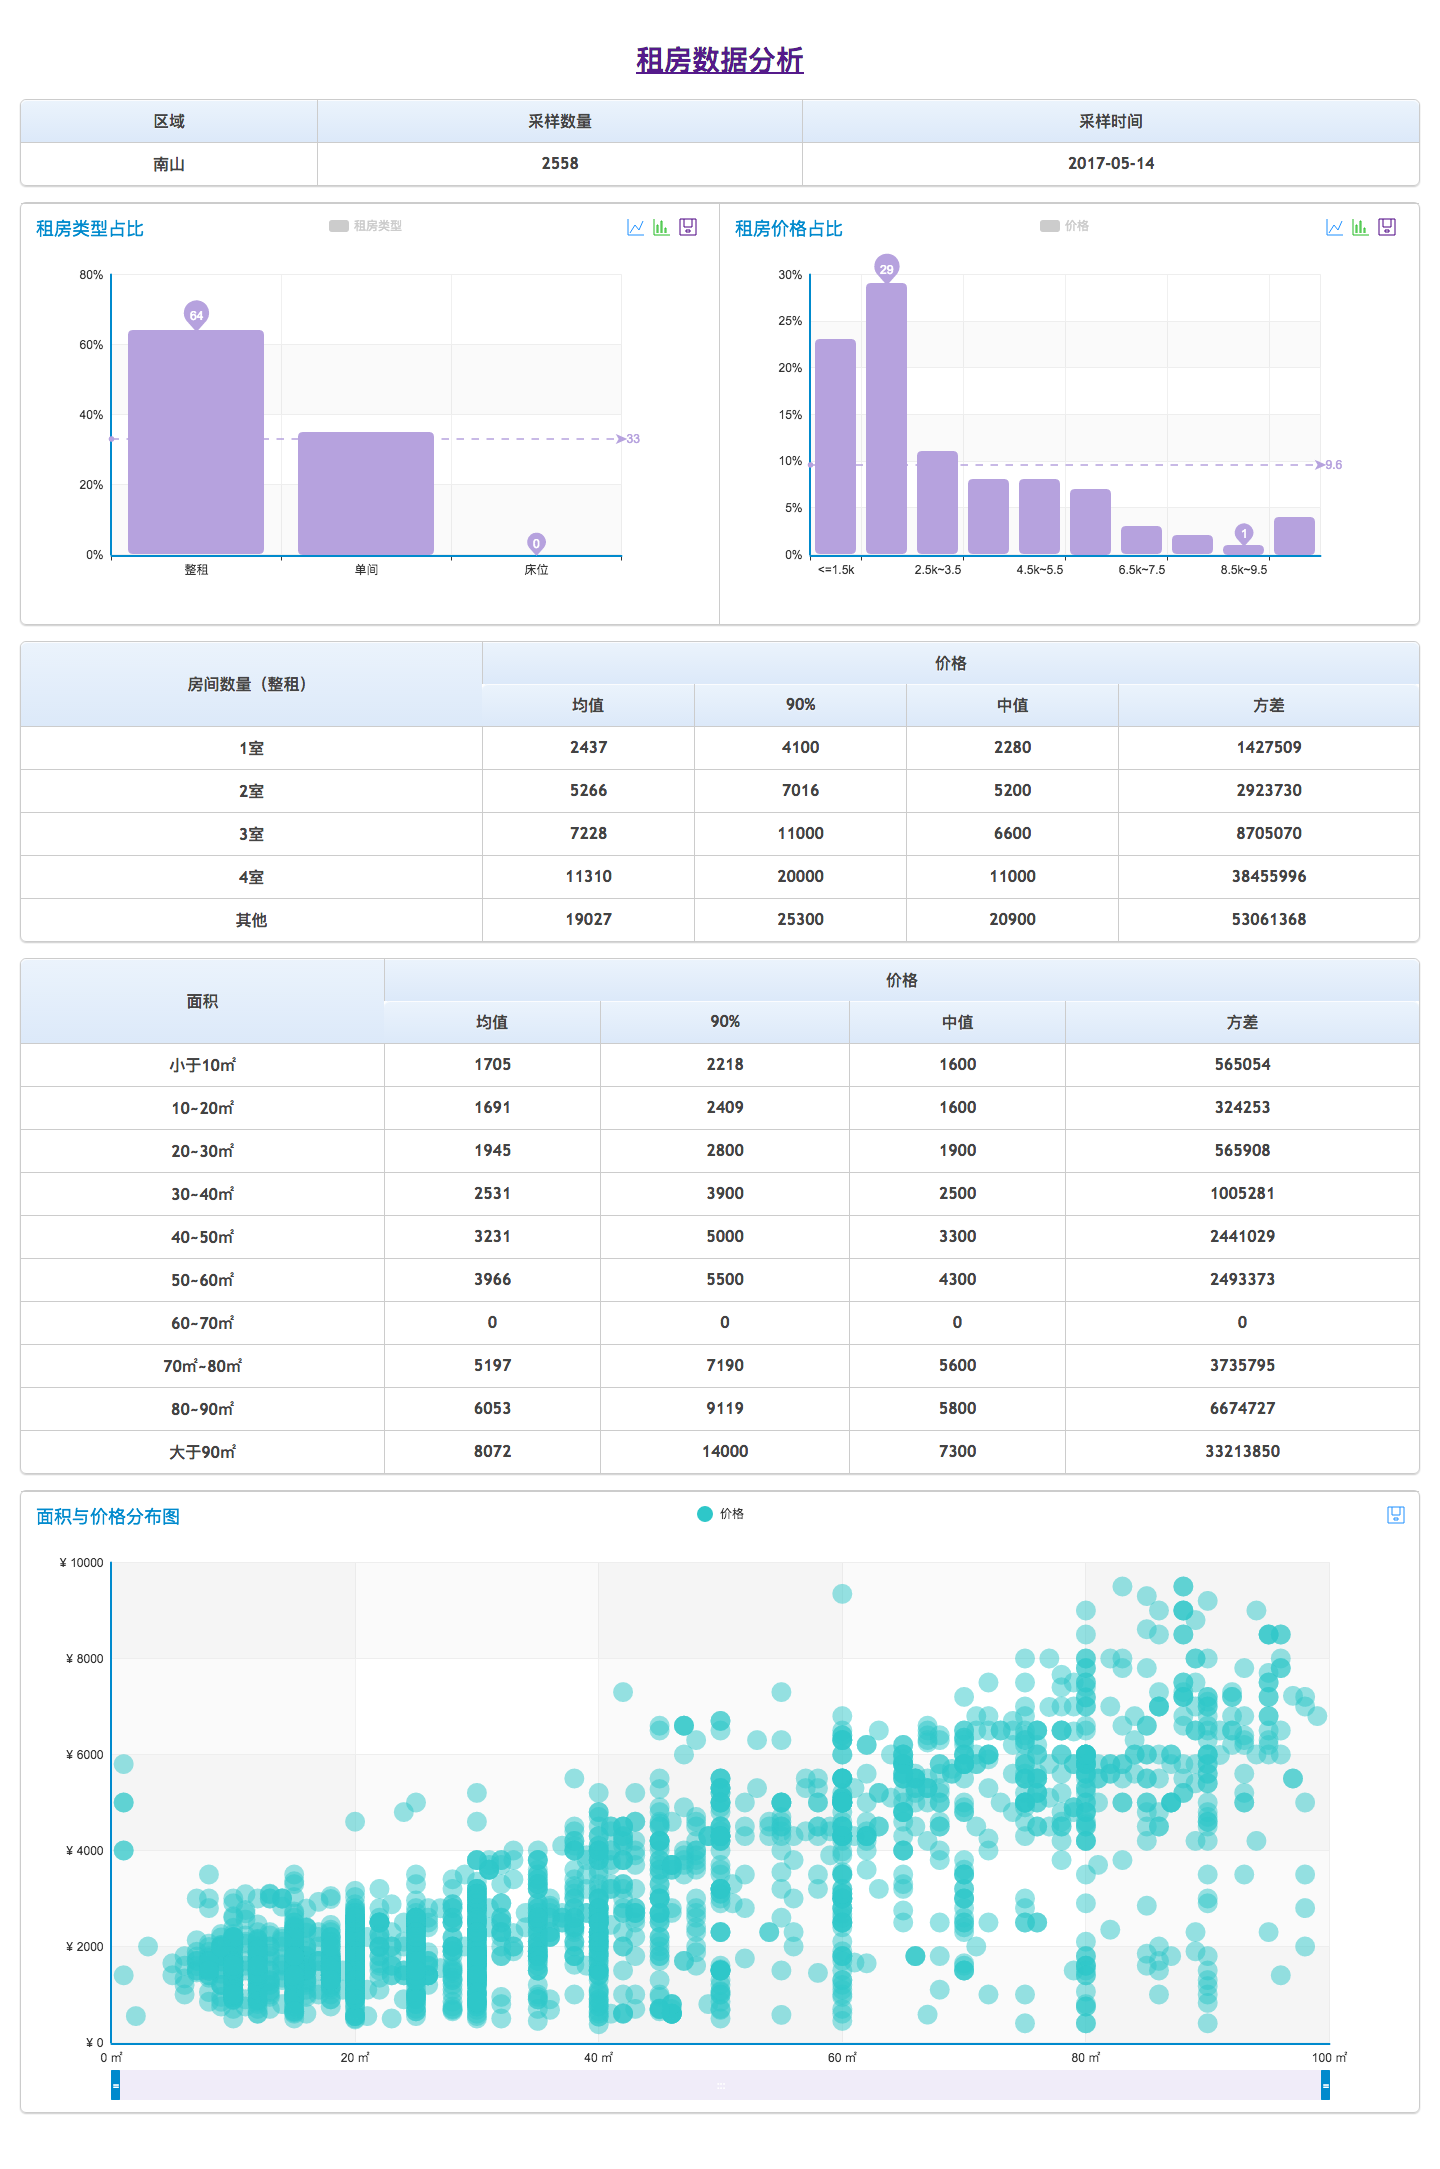 租房数据分析
区域 采样数量 采样时间
南山 2558 2017-05-14
租房类型占比 租房类型
80%
60%
40%
20%
0%
64
33
0
整租 单间 床位
租房价格占比 价格
30%
25%
20%
15%
10%
5%
0%
29
9.6
1
<=1.5k 2.5k~3.5 4.5k~5.5 6.5k~7.5 8.5k~9.5
房间数量（整租） 价格
均值 90% 中值 方差
1室 2437 4100 2280 1427509
2室 5266 7016 5200 2923730
3室 7228 11000 6600 8705070
4室 11310 20000 11000 38455996
其他 19027 25300 20900 53061368
面积 价格
均值 90% 中值 方差
小于10㎡ 1705 2218 1600 565054
10~20㎡ 1691 2409 1600 324253
20~30㎡ 1945 2800 1900 565908
30~40㎡ 2531 3900 2500 1005281
40~50㎡ 3231 5000 3300 2441029
50~60㎡ 3966 5500 4300 2493373
60~70㎡ 0 0 0 0
70㎡~80㎡ 5197 7190 5600 3735795
80~90㎡ 6053 9119 5800 6674727
大于90㎡ 8072 14000 7300 33213850
面积与价格分布图 价格
¥ 10000
¥ 8000
¥ 6000
¥ 4000
¥ 2000
¥ 0
0 ㎡ 20 ㎡ 40 ㎡ 60 ㎡ 80 ㎡ 100 ㎡